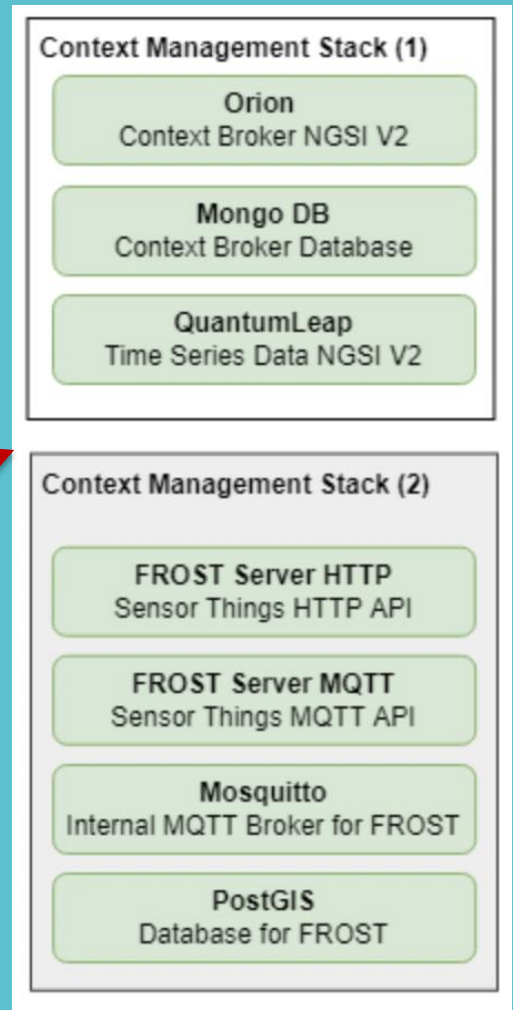 Context Management Stack (1)
Orion
Context Broker NGSI V2
Mongo DB
Context Broker Database
QuantumLeap
Time Series Data NGSI V2
Context Management Stack (2)
FROST Server HTTP
Sensor Things HTTP API
FROST Server MQTT
Sensor Things MQTT API
Mosquitto
Internal MQTT Broker for FROST
PostGIS
Database for FROST